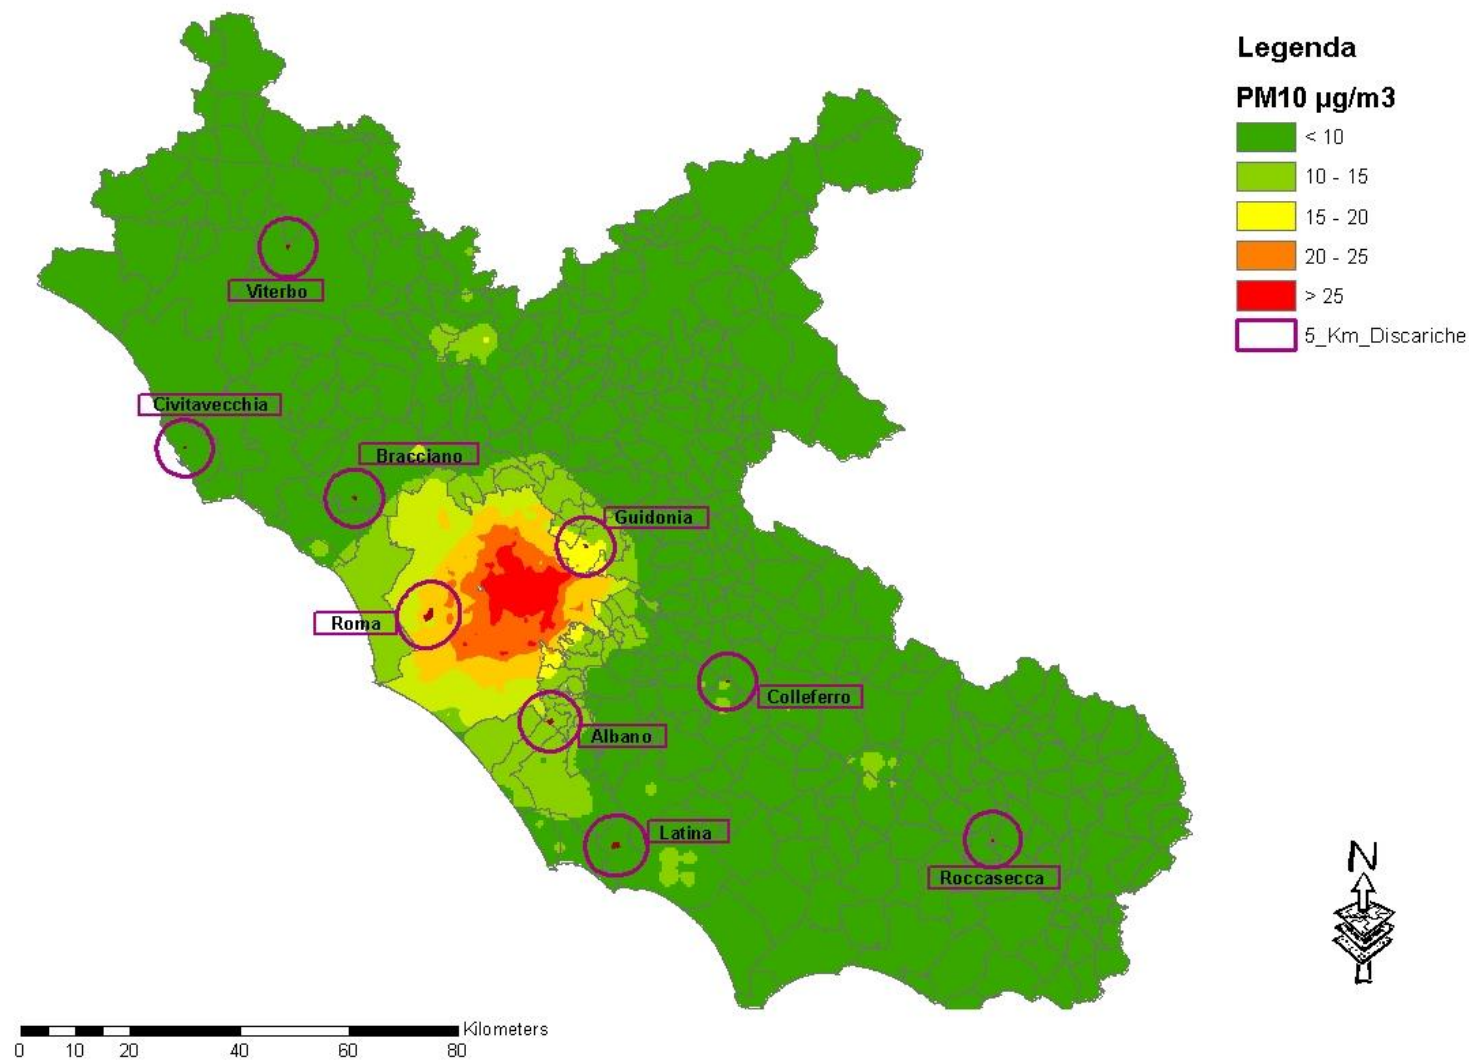 Legenda
PM10 µg/m3
< 10
10 - 15
15 - 20
20 - 25
> 25
5_Km_Discariche
Viterbo
Civitavecchia
Bracciano
Guidonia
Roma
Colleferro
Albano
Latina
Roccasecca
N
Kilometers
0 10 20 40 60 80